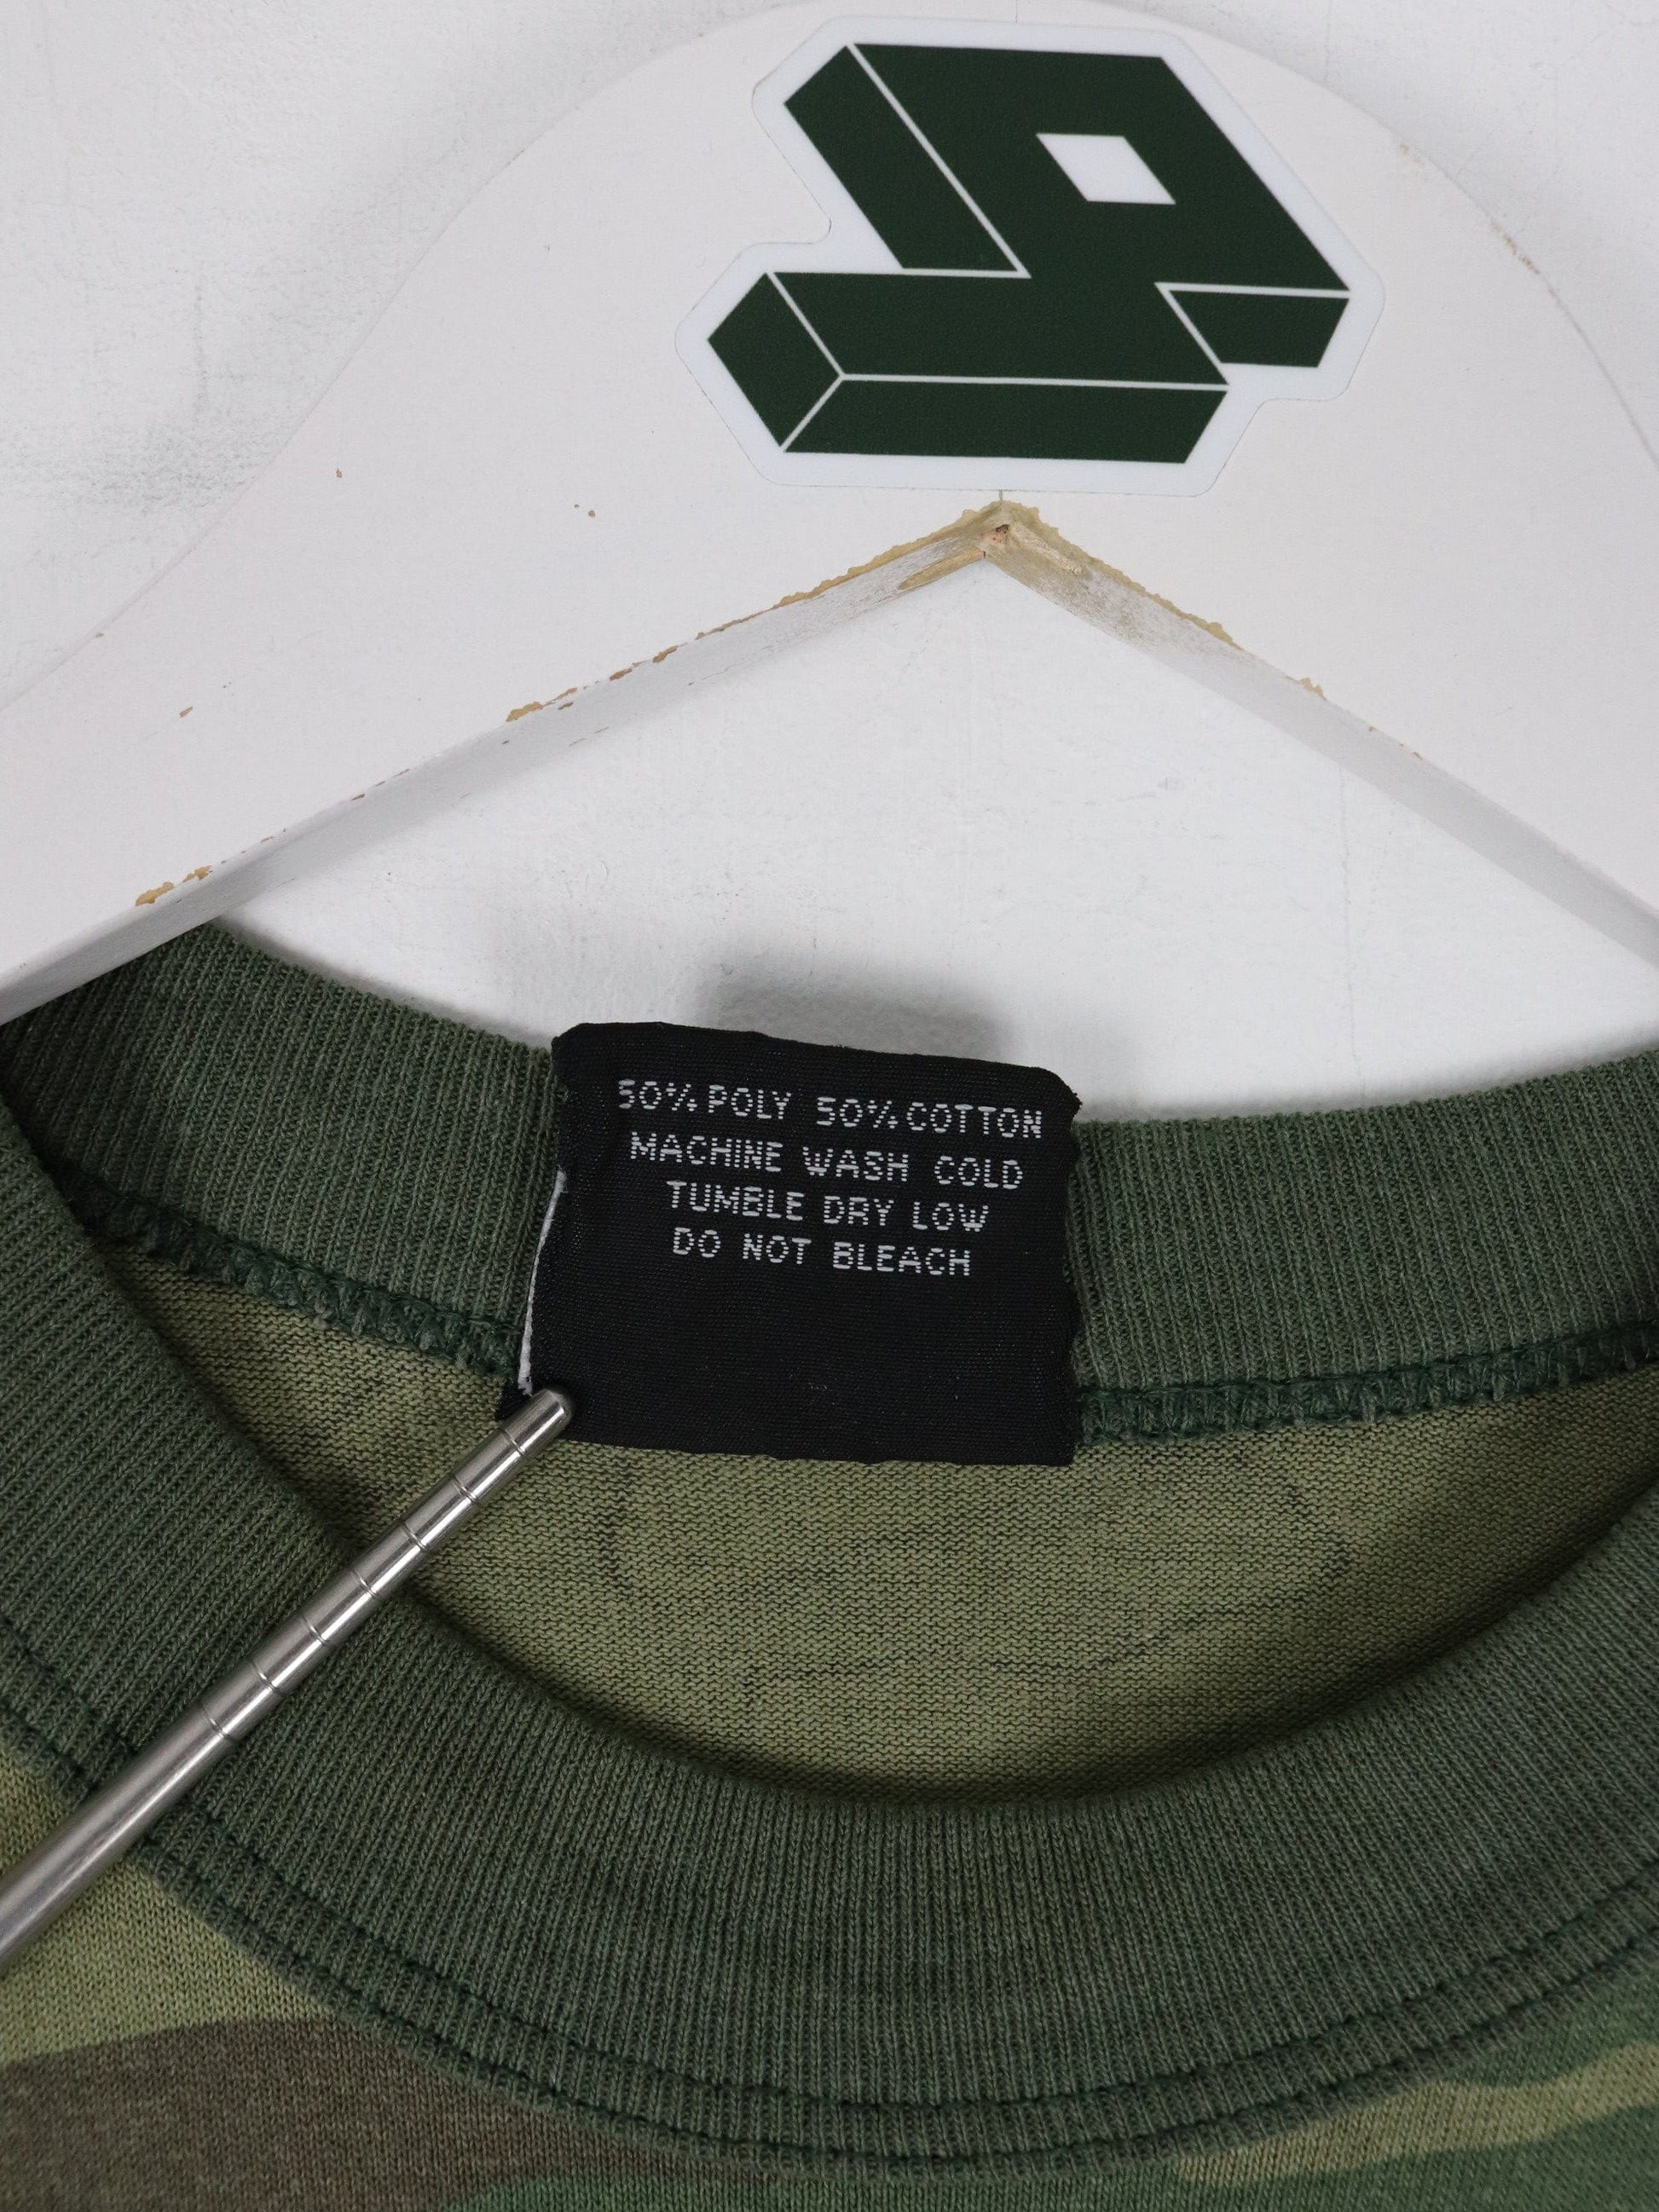 50% POLY 50% COTTON
MACHINE WASH COLD
TUMBLE DRY LOW
DO NOT BLEACH